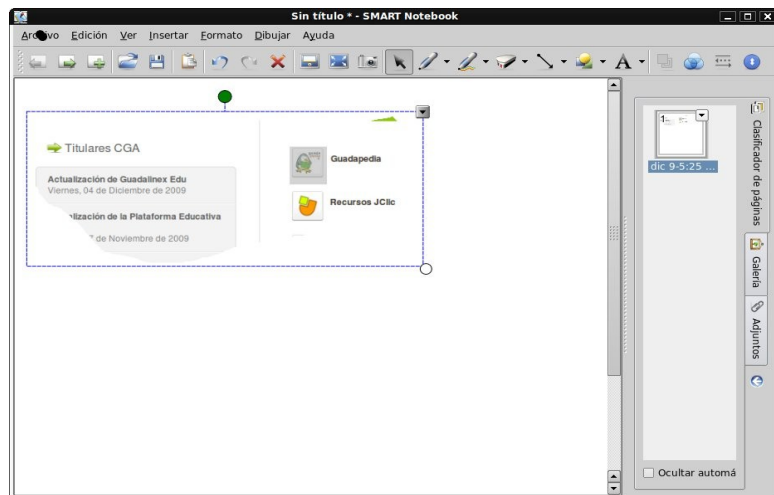 Sin título * - SMART Notebook
Edición Ver Insertar Formato Dibujar Ayuda
Titulares CGA
Actualización de Guadalinex Edu
Viernes, 04 de Diciembre de 2009
de la Plataforma Educativa
de Noviembre de 2009
Guadapedia
Recursos JClic
A
1
dic 9-5:25 ...
Clasificador de páginas
Galería
Adjuntos
Ocultar automá